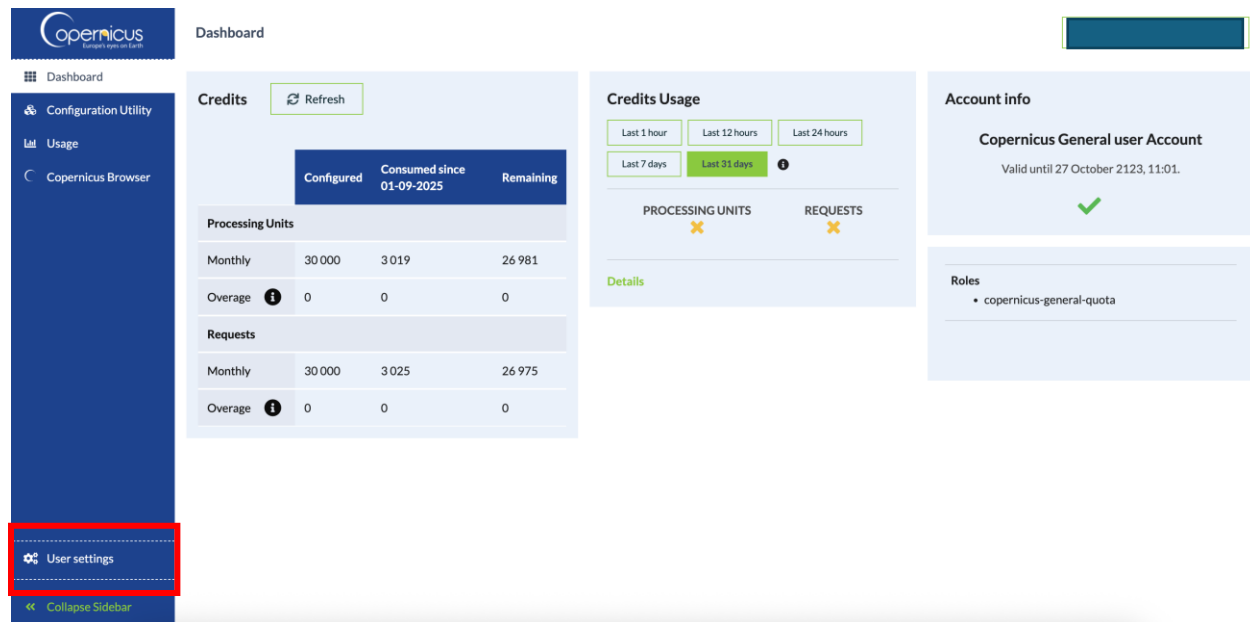 opernicus
Europe's eyes on Earth
Dashboard
Dashboard
Configuration Utility
Usage
Copernicus Browser
User settings
Collapse Sidebar
Credits
Refresh
Configured
Consumed since
01-09-2025
Remaining
Processing Units
Monthly 30 000 3 019 26 981
Overage 0 0 0
Requests
Monthly 30 000 3 025 26 975
Overage 0 0 0
Credits Usage
Last 1 hour Last 12 hours Last 24 hours
Last 7 days Last 31 days
PROCESSING UNITS REQUESTS
Details
Account info
Copernicus General user Account
Valid until 27 October 2123, 11:01.
Roles
• copernicus-general-quota